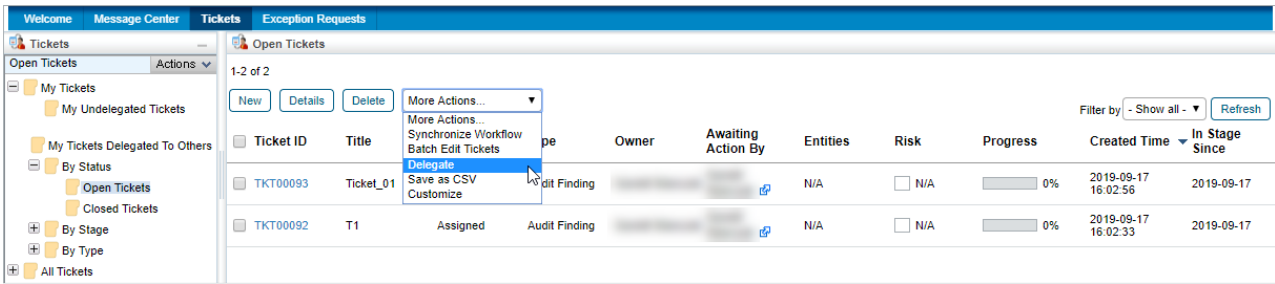 Welcome Message Center Tickets Exception Requests
Tickets
Open Tickets Actions
My Tickets
My Undelegated Tickets
My Tickets Delegated To Others
By Status
Open Tickets
Closed Tickets
By Stage
By Type
All Tickets
Open Tickets
1-2 of 2
New Details Delete More Actions...
Filter by - Show all - Refresh
More Actions...
Synchronize Workflow
Batch Edit Tickets
Delegate
Save as CSV
Customize
Ticket ID Title pe Owner Awaiting Action By Entities Risk Progress Created Time In Stage Since
TKT00093 Ticket_01 dit Finding N/A N/A 0% 2019-09-17 16:02:56 2019-09-17
TKT00092 T1 Assigned Audit Finding N/A N/A 0% 2019-09-17 16:02:33 2019-09-17